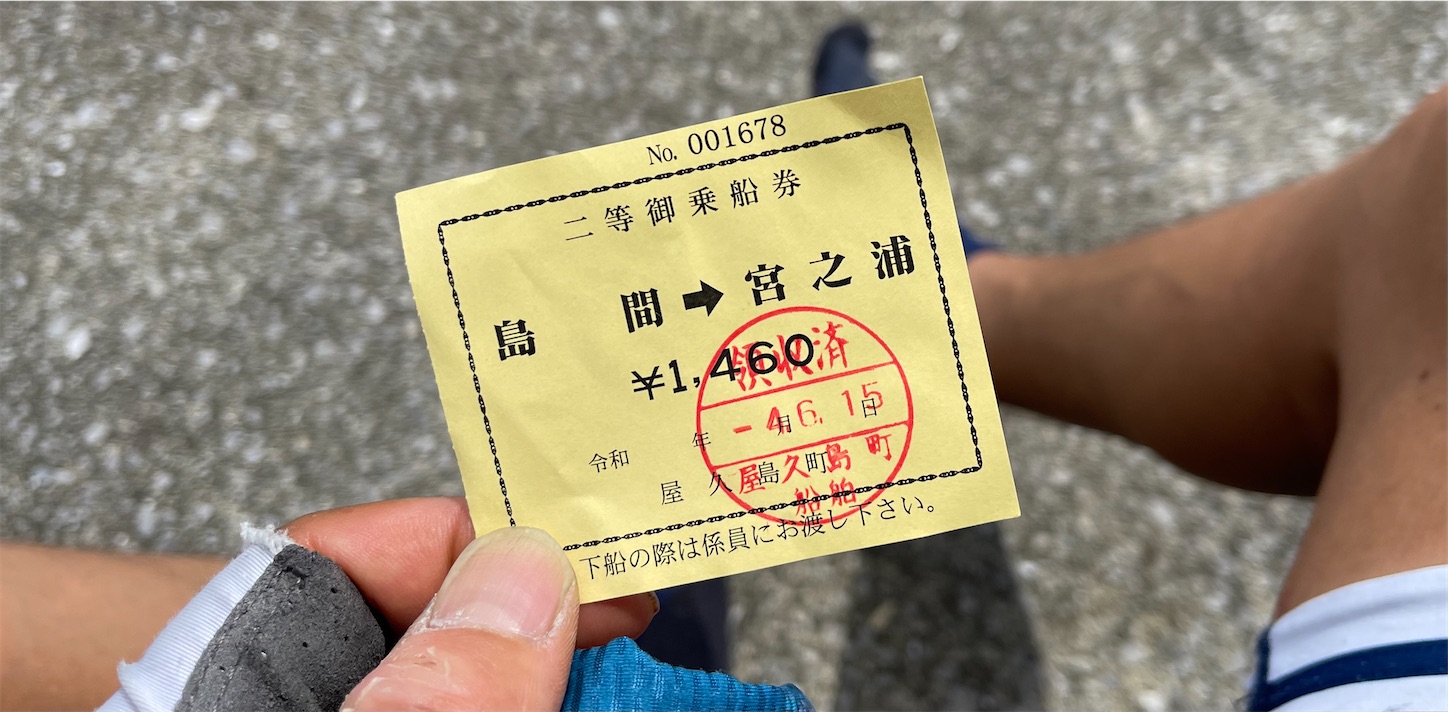 No. 001678
二等御乗船券
島 間➡宮之浦
¥1,460
領収済
令和 年 月 日
-4.6.15
屋久島町
屋久島町
船舶
下船の際は係員にお渡し下さい。